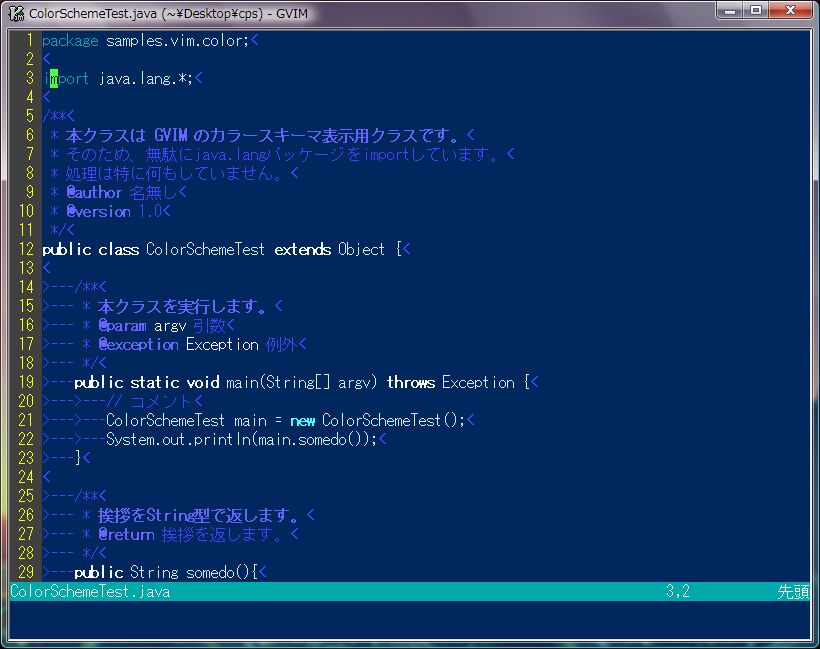 ColorSchemeTest.java (~¥Desktop¥cps) - GVIM
1 package samples.vim.color;<
2 <
3 import java.lang.*;<
4 <
5 /**<
6  * 本クラスは GVIM のカラースキーマ表示用クラスです。<
7  * そのため、無駄にjava.langパッケージをimportしています。<
8  * 処理は特に何もしていません。<
9  * @author 名無し<
10  * @version 1.0<
11  */<
12 public class ColorSchemeTest extends Object {<
13 <
14 >---/**<
15 >--- * 本クラスを実行します。<
16 >--- * @param argv 引数<
17 >--- * @exception Exception 例外<
18 >--- */<
19 >---public static void main(String[] argv) throws Exception {<
20 >--->---// コメント<
21 >--->---ColorSchemeTest main = new ColorSchemeTest();<
22 >--->---System.out.println(main.somedo());<
23 >---}<
24 <
25 >---/**<
26 >--- * 挨拶をString型で返します。<
27 >--- * @return 挨拶を返します。<
28 >--- */<
29 >---public String somedo(){<
ColorSchemeTest.java 3,2 先頭